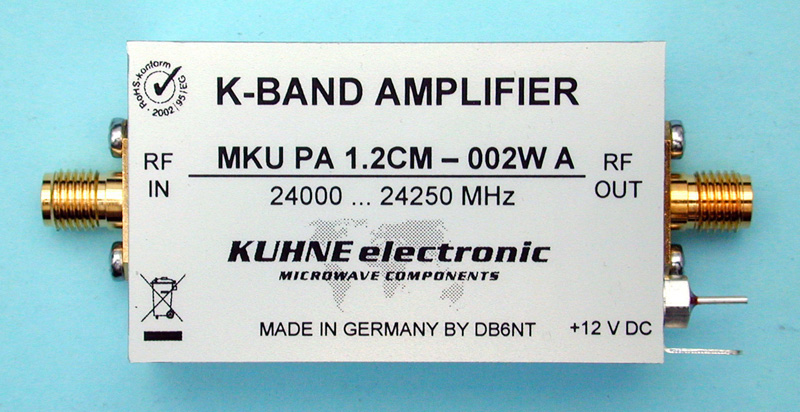 RoHS-konform
2002/95/EG
K-BAND AMPLIFIER
RF
IN
MKU PA 1.2CM – 002W A
24000 ... 24250 MHz
RF
OUT
KUHNE electronic
MICROWAVE COMPONENTS
MADE IN GERMANY BY DB6NT
+12 V DC